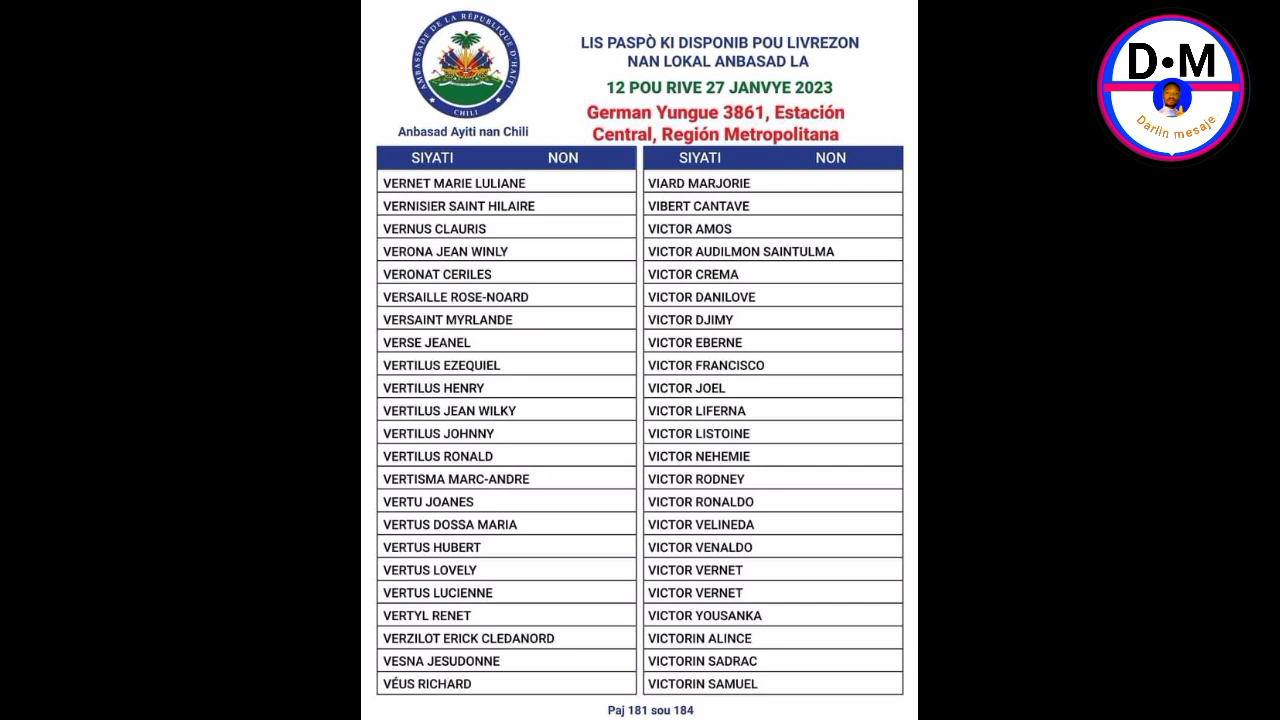 AMBASSADE DE LA RÉPUBLIQUE D'HAITI
CHILI
Anbasad Ayiti nan Chili
LIS PASPÒ KI DISPONIB POU LIVREZON
NAN LOKAL ANBASAD LA
12 POU RIVE 27 JANVYE 2023
German Yungue 3861, Estación
Central, Región Metropolitana
D•M
Darlin mesaje
SIYATI NON
VERNET MARIE LULIANE
VERNISIER SAINT HILAIRE
VERNUS CLAURIS
VERONA JEAN WINLY
VERONAT CERILES
VERSAILLE ROSE-NOARD
VERSAINT MYRLANDE
VERSE JEANEL
VERTILUS EZEQUIEL
VERTILUS HENRY
VERTILUS JEAN WILKY
VERTILUS JOHNNY
VERTILUS RONALD
VERTISMA MARC-ANDRE
VERTU JOANES
VERTUS DOSSA MARIA
VERTUS HUBERT
VERTUS LOVELY
VERTUS LUCIENNE
VERTYL RENET
VERZILOT ERICK CLEDANORD
VESNA JESUDONNE
VÉUS RICHARD
SIYATI NON
VIARD MARJORIE
VIBERT CANTAVE
VICTOR AMOS
VICTOR AUDILMON SAINTULMA
VICTOR CREMA
VICTOR DANILOVE
VICTOR DJIMY
VICTOR EBERNE
VICTOR FRANCISCO
VICTOR JOEL
VICTOR LIFERNA
VICTOR LISTOINE
VICTOR NEHEMIE
VICTOR RODNEY
VICTOR RONALDO
VICTOR VELINEDA
VICTOR VENALDO
VICTOR VERNET
VICTOR VERNET
VICTOR YOUSANKA
VICTORIN ALINCE
VICTORIN SADRAC
VICTORIN SAMUEL
Paj 181 sou 184